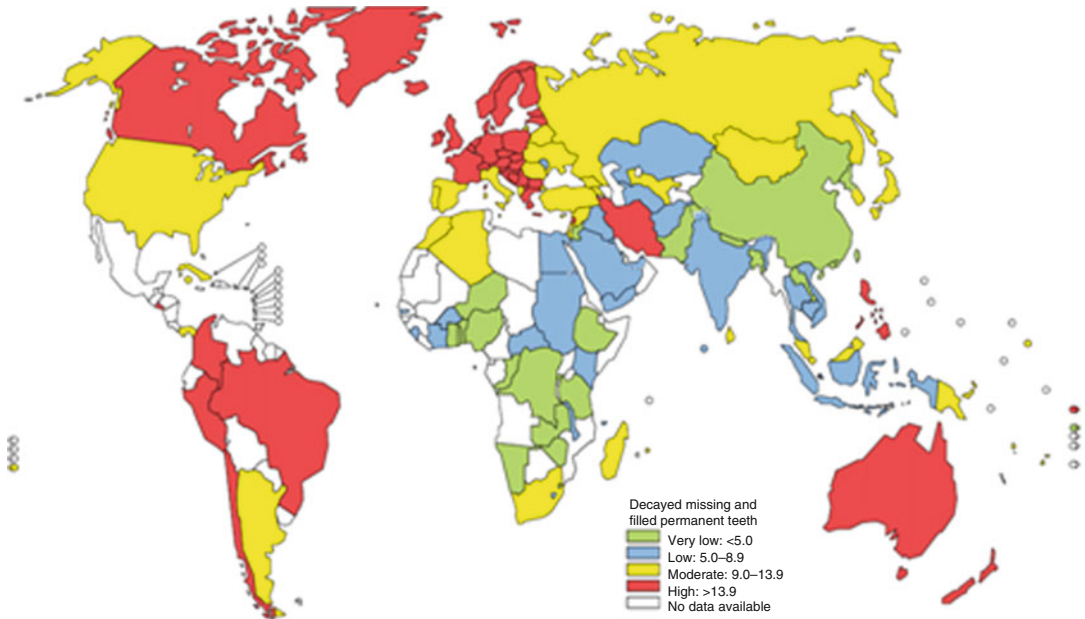 Decayed missing and
filled permanent teeth
Very low: <5.0
Low: 5.0–8.9
Moderate: 9.0–13.9
High: >13.9
No data available